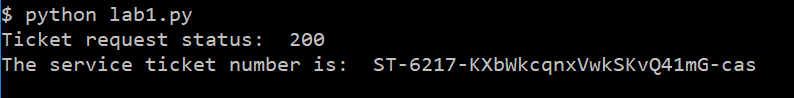 $ python lab1.py
Ticket request status:  200
The service ticket number is:  ST-6217-KXbWkcqnxVwkSKvQ41mG-cas